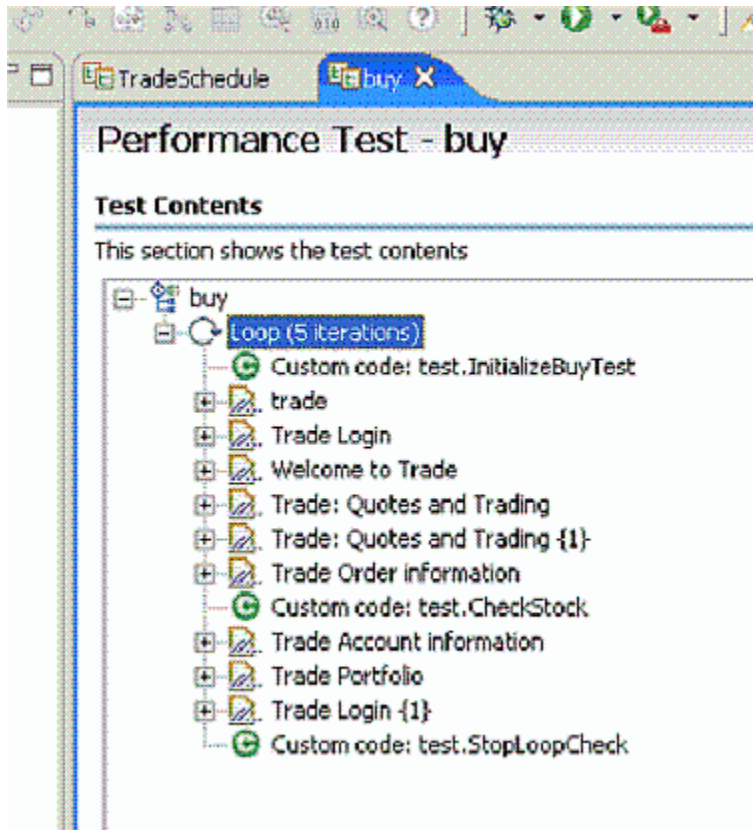 010
TradeSchedule
buy
Performance Test - buy
Test Contents
This section shows the test contents
buy
Loop (5 iterations)
Custom code: test.InitializeBuyTest
trade
Trade Login
Welcome to Trade
Trade: Quotes and Trading
Trade: Quotes and Trading {1}
Trade Order information
Custom code: test.CheckStock
Trade Account information
Trade Portfolio
Trade Login {1}
Custom code: test.StopLoopCheck